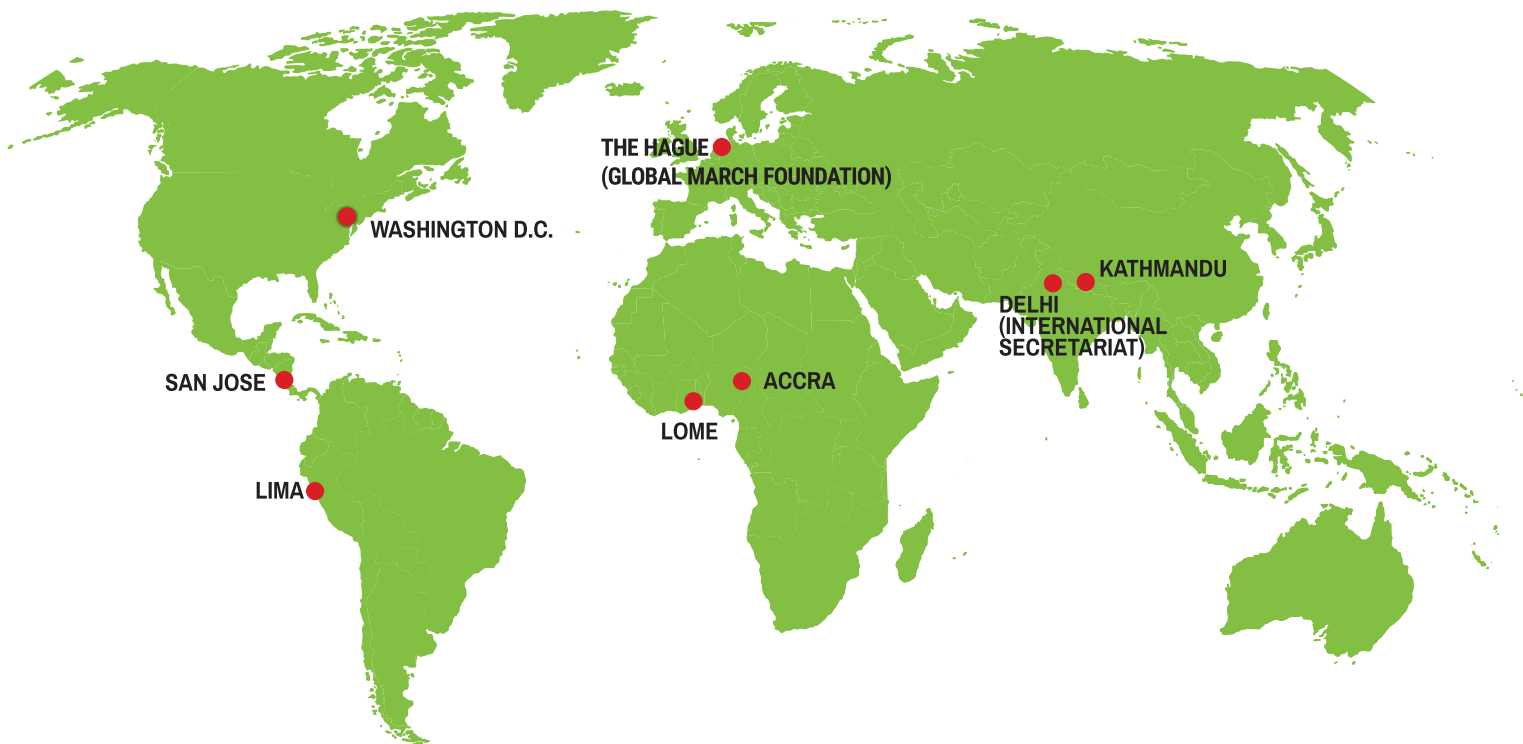 THE HAGUE
(GLOBAL MARCH FOUNDATION)
WASHINGTON D.C.
KATHMANDU
DELHI
(INTERNATIONAL
SECRETARIAT)
SAN JOSE
ACCRA
LOME
LIMA